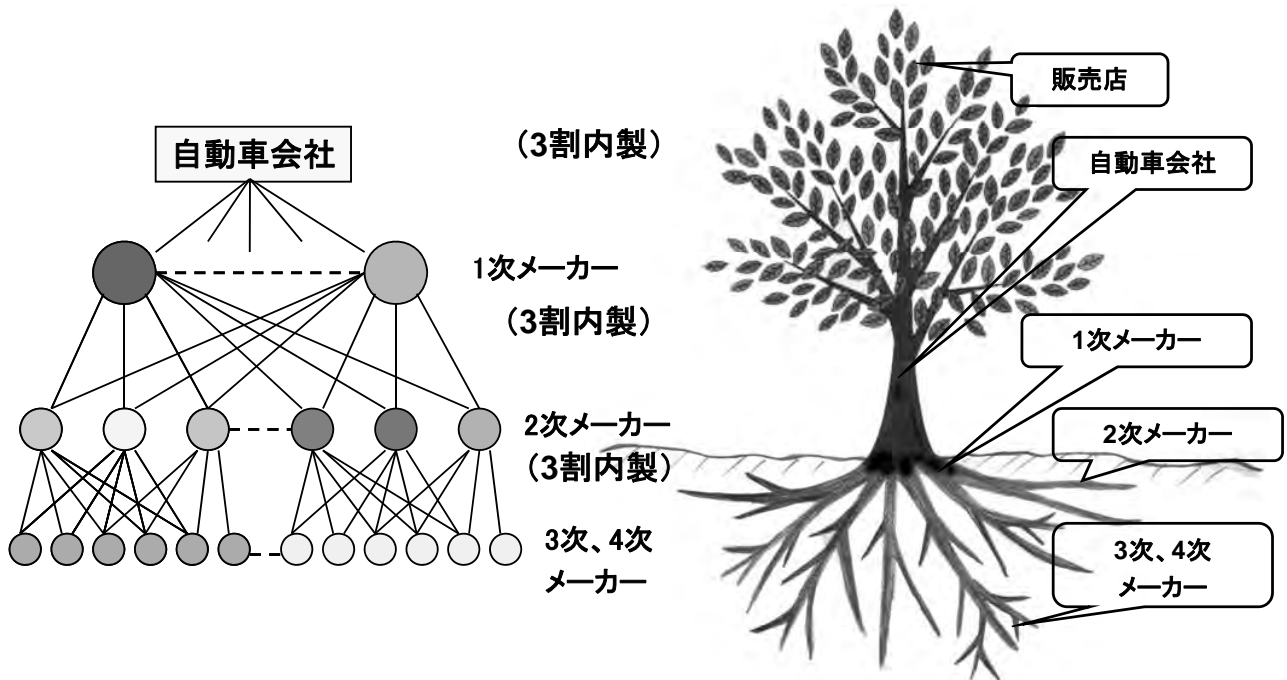 自動車会社
(3割内製)
1次メーカー
(3割内製)
2次メーカー
(3割内製)
3次、4次
メーカー
販売店
自動車会社
1次メーカー
2次メーカー
3次、4次
メーカー